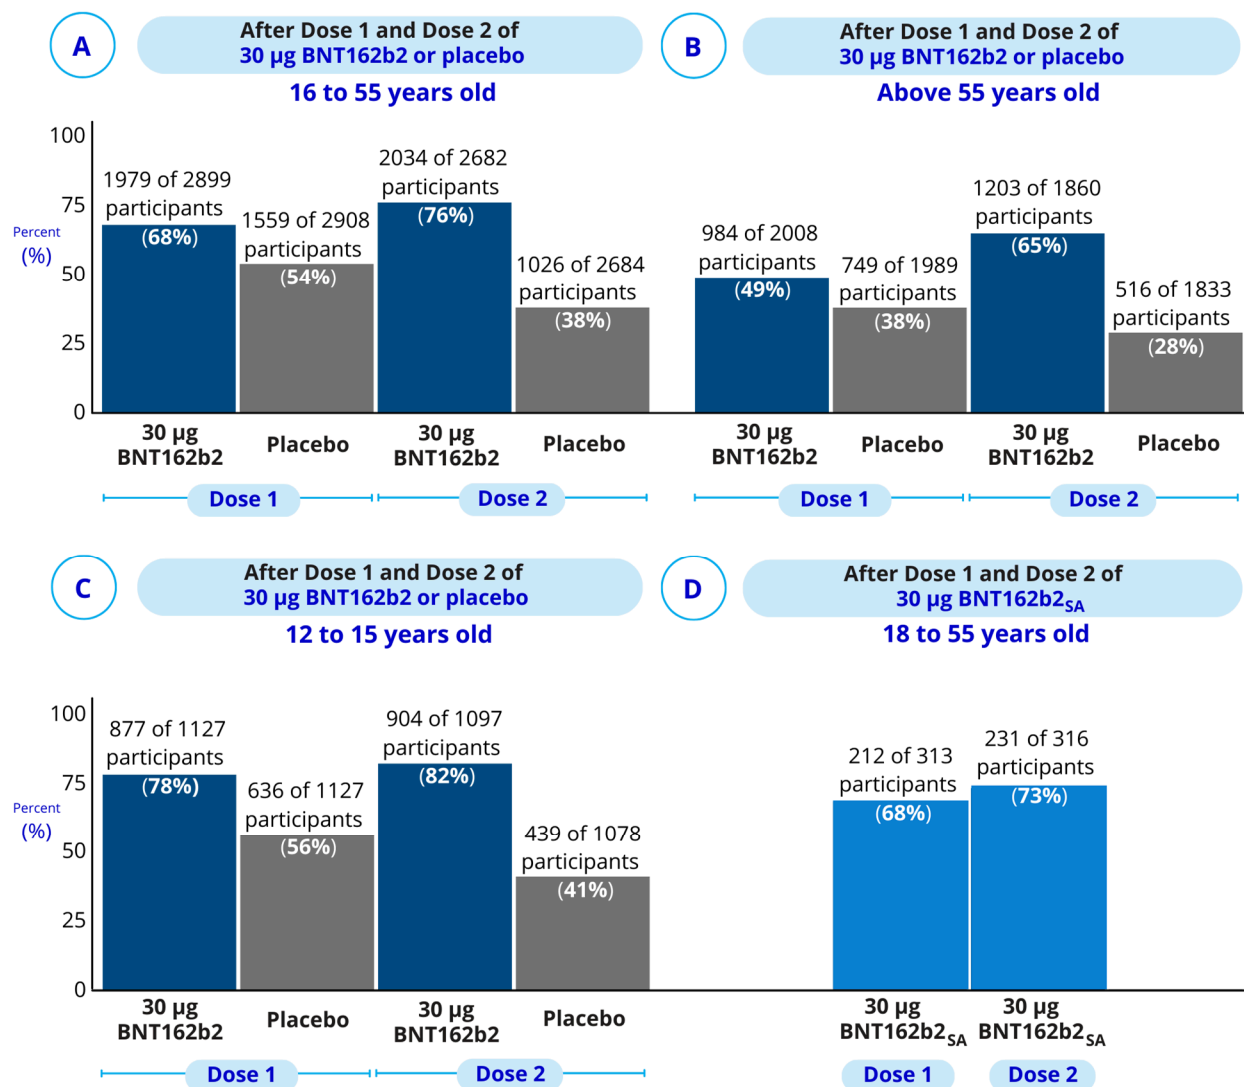 A
After Dose 1 and Dose 2 of
30 µg BNT162b2 or placebo
16 to 55 years old
B
After Dose 1 and Dose 2 of
30 µg BNT162b2 or placebo
Above 55 years old
Percent
(%)
100
75
50
25
0
1979 of 2899
participants
(68%)
1559 of 2908
participants
(54%)
2034 of 2682
participants
(76%)
1026 of 2684
participants
(38%)
984 of 2008
participants
(49%)
749 of 1989
participants
(38%)
1203 of 1860
participants
(65%)
516 of 1833
participants
(28%)
30 µg
BNT162b2
Placebo
30 µg
BNT162b2
Placebo
30 µg
BNT162b2
Placebo
30 µg
BNT162b2
Placebo
Dose 1
Dose 2
Dose 1
Dose 2
C
After Dose 1 and Dose 2 of
30 µg BNT162b2 or placebo
12 to 15 years old
D
After Dose 1 and Dose 2 of
30 µg BNT162b2SA
18 to 55 years old
Percent
(%)
100
75
50
25
0
877 of 1127
participants
(78%)
636 of 1127
participants
(56%)
904 of 1097
participants
(82%)
439 of 1078
participants
(41%)
212 of 313
participants
(68%)
231 of 316
participants
(73%)
30 µg
BNT162b2
Placebo
30 µg
BNT162b2
Placebo
30 µg
BNT162b2SA
30 µg
BNT162b2SA
Dose 1
Dose 2
Dose 1
Dose 2